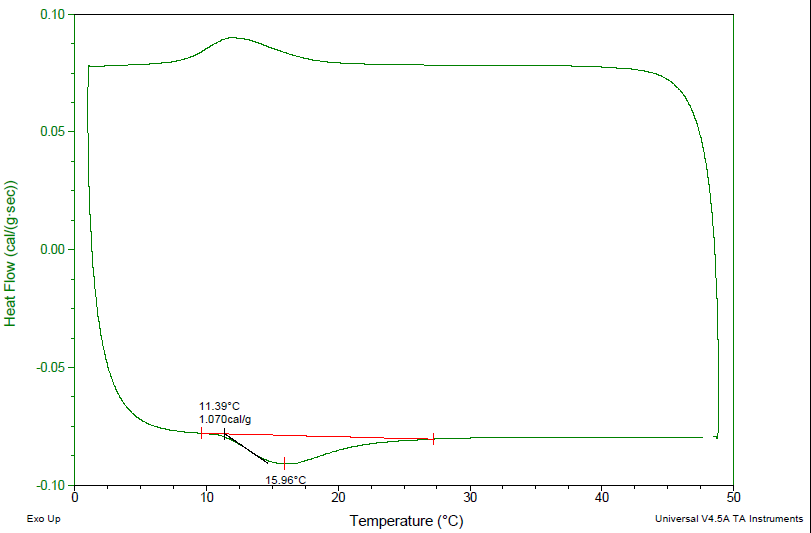 0.10
0.05
0.00
-0.05
-0.10
Heat Flow (cal/(g·sec))
11.39°C
1.070cal/g
15.96°C
0
10
20
30
40
50
Exo Up
Temperature (°C)
Universal V4.5A TA Instruments